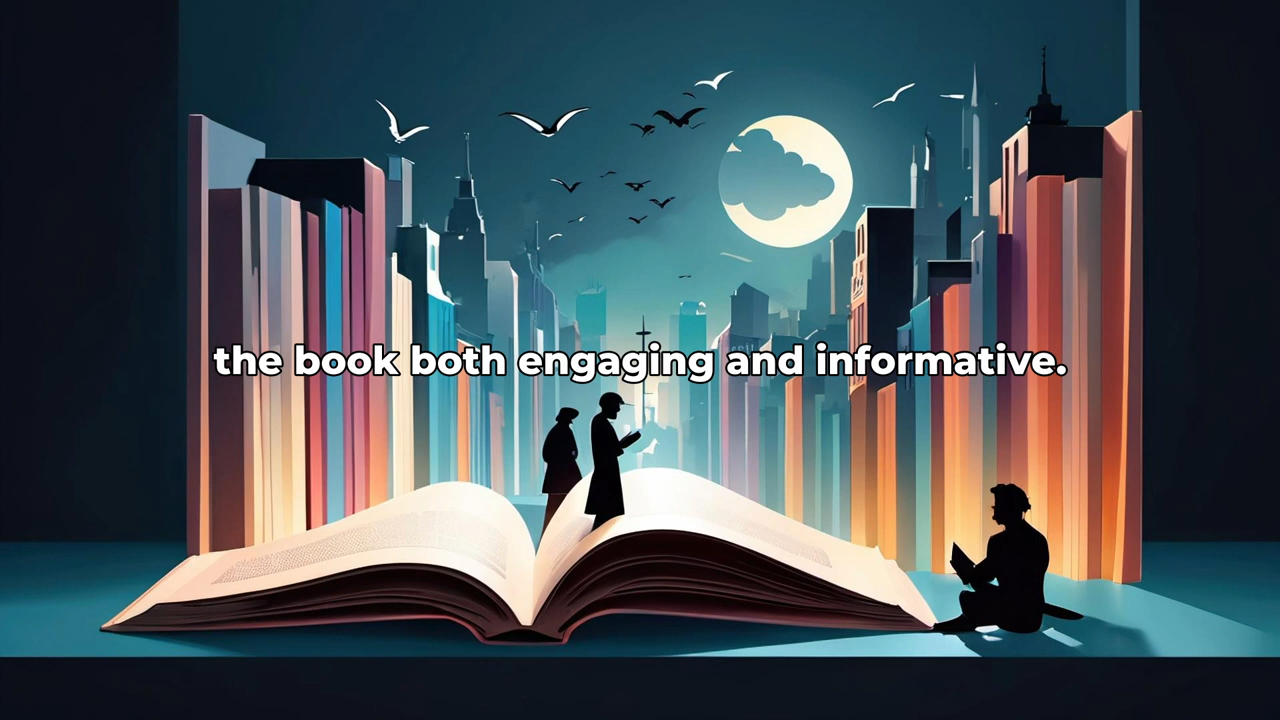 the book both engaging and informative.